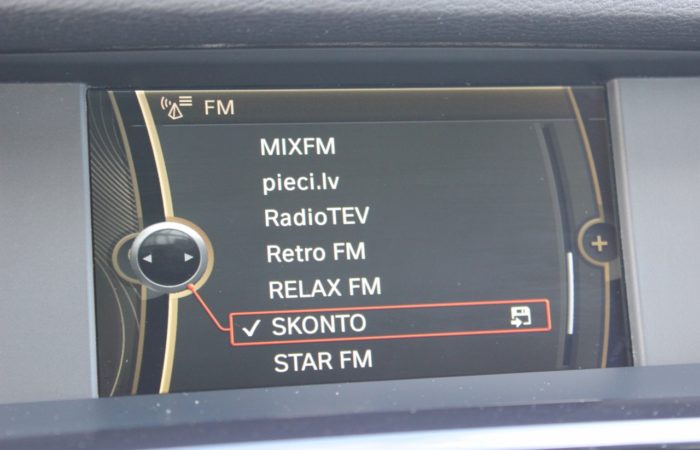 FM
MIXFM
pieci.lv
RadioTEV
Retro FM
RELAX FM
SKONTO
STAR FM